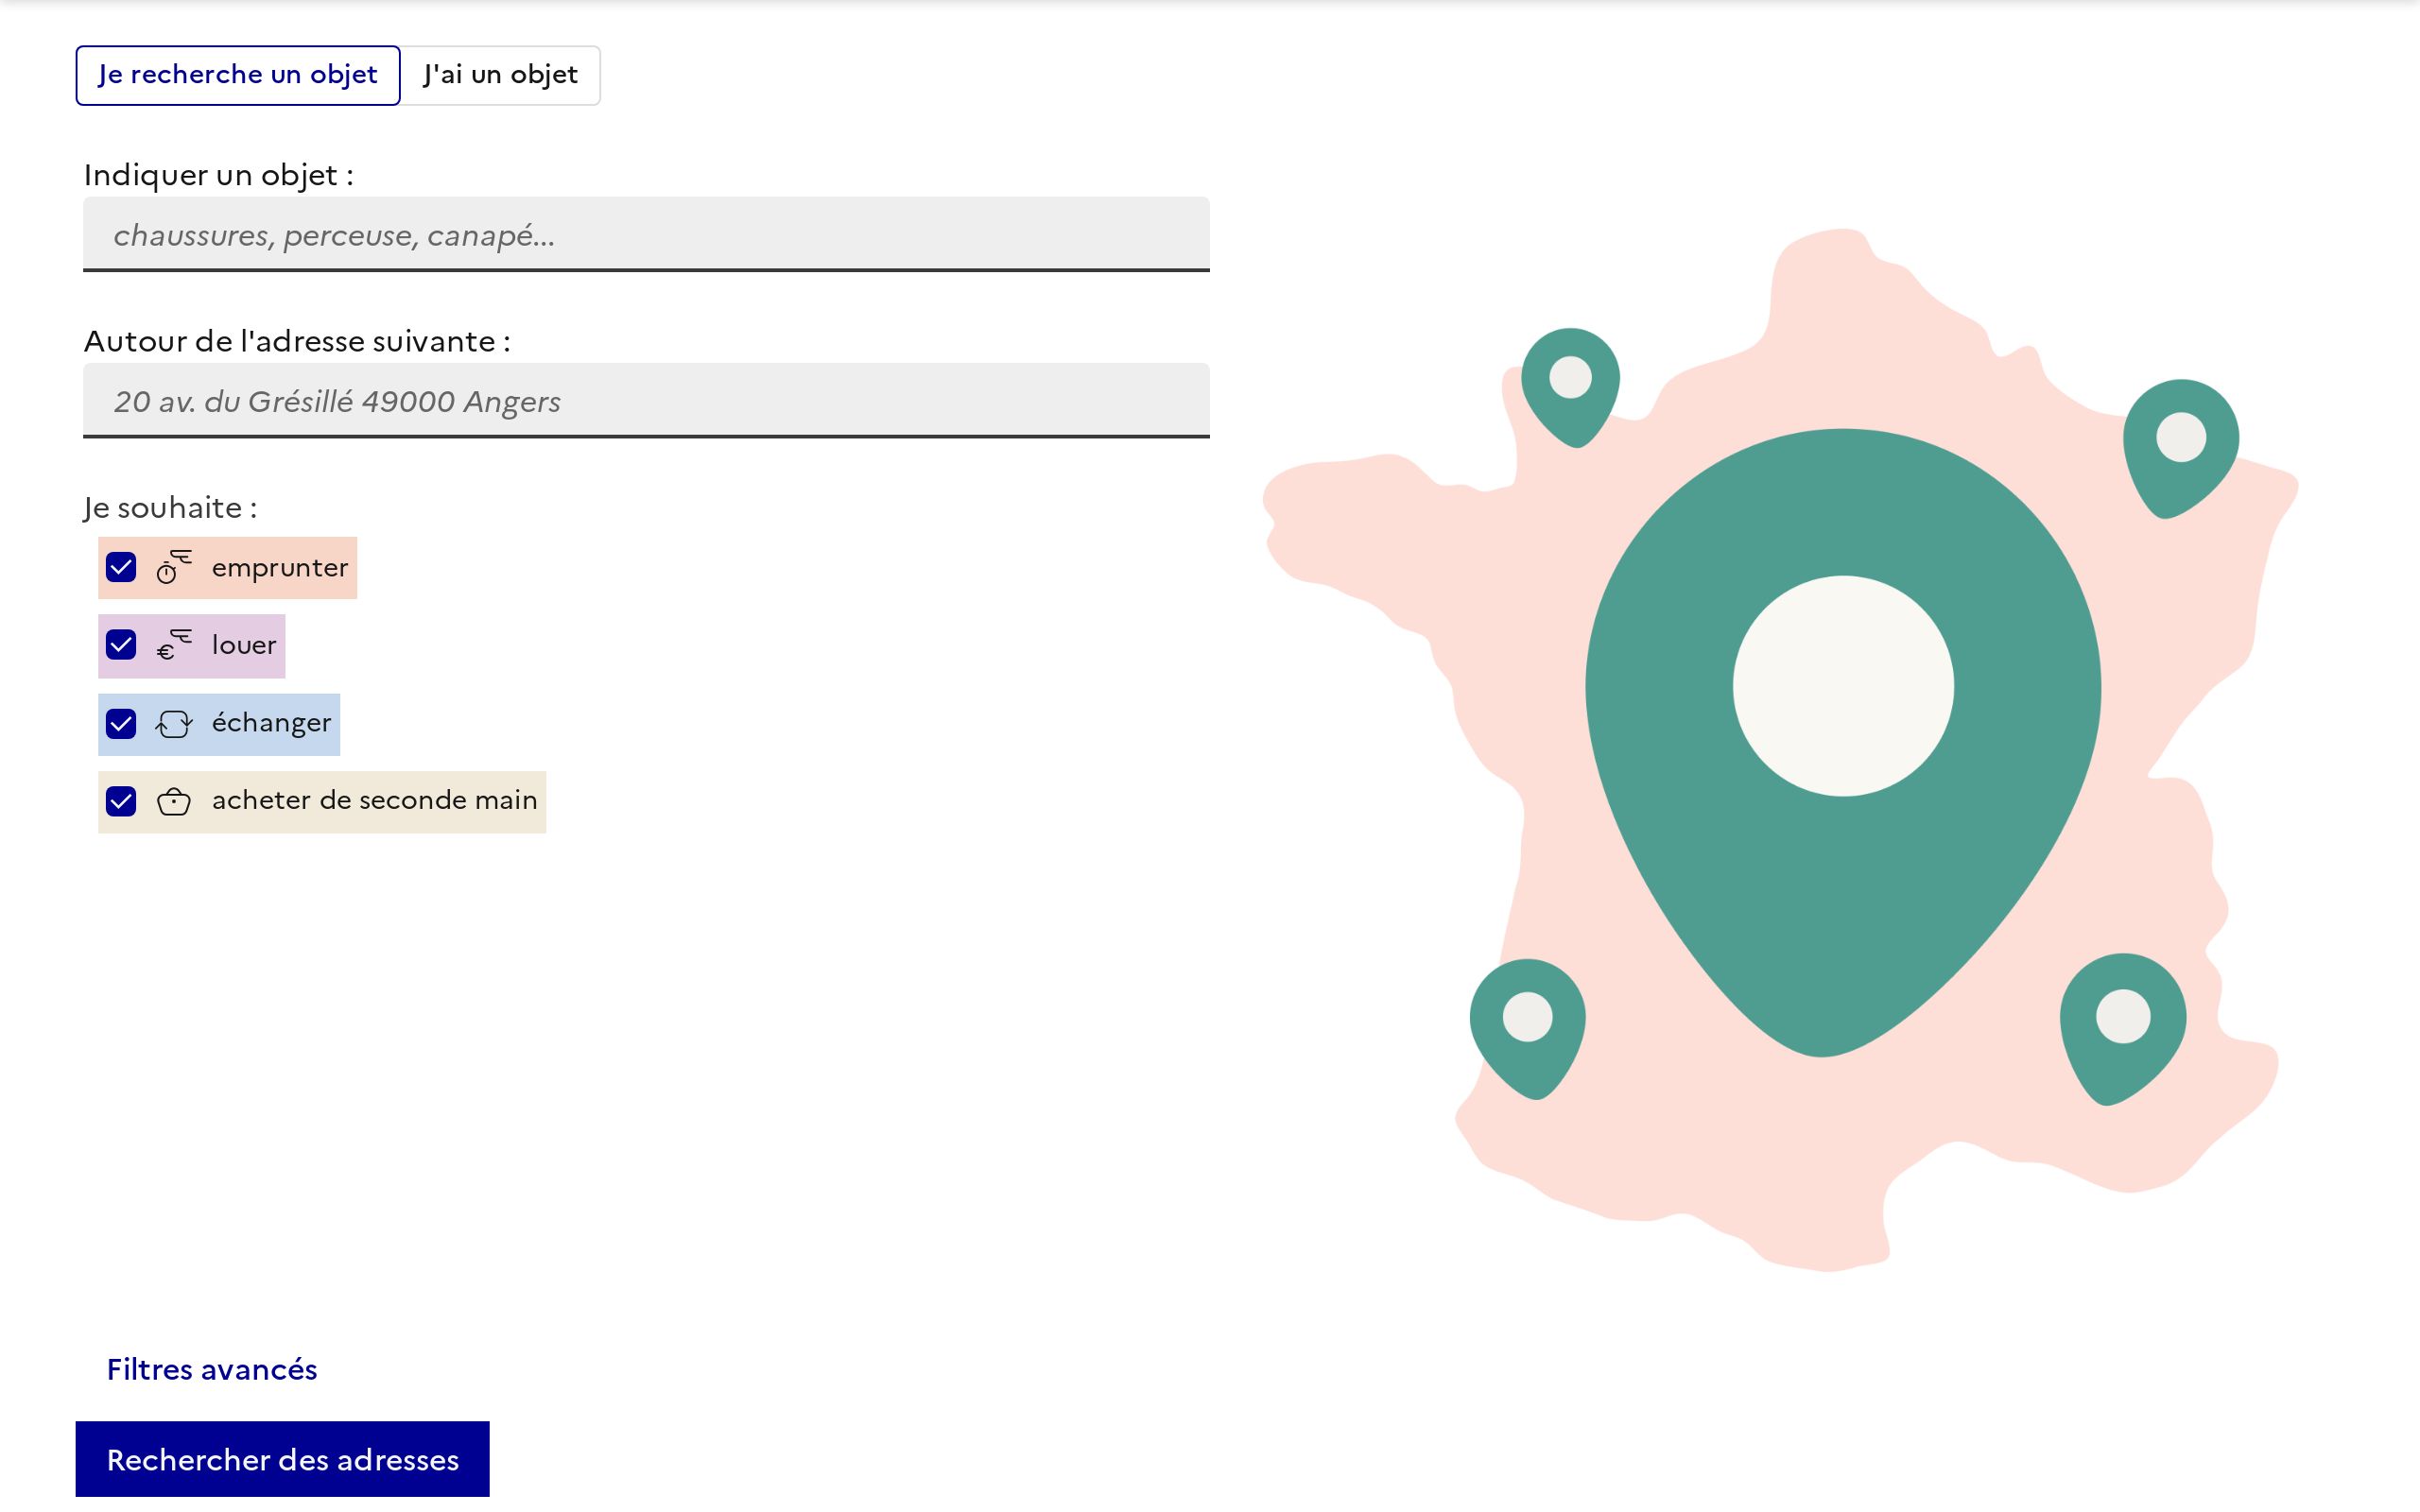 Je recherche un objet
J'ai un objet
Indiquer un objet :
chaussures, perceuse, canapé...
Autour de l'adresse suivante :
20 av. du Grésillé 49000 Angers
Je souhaite :
emprunter
louer
échanger
acheter de seconde main
Filtres avancés
Rechercher des adresses